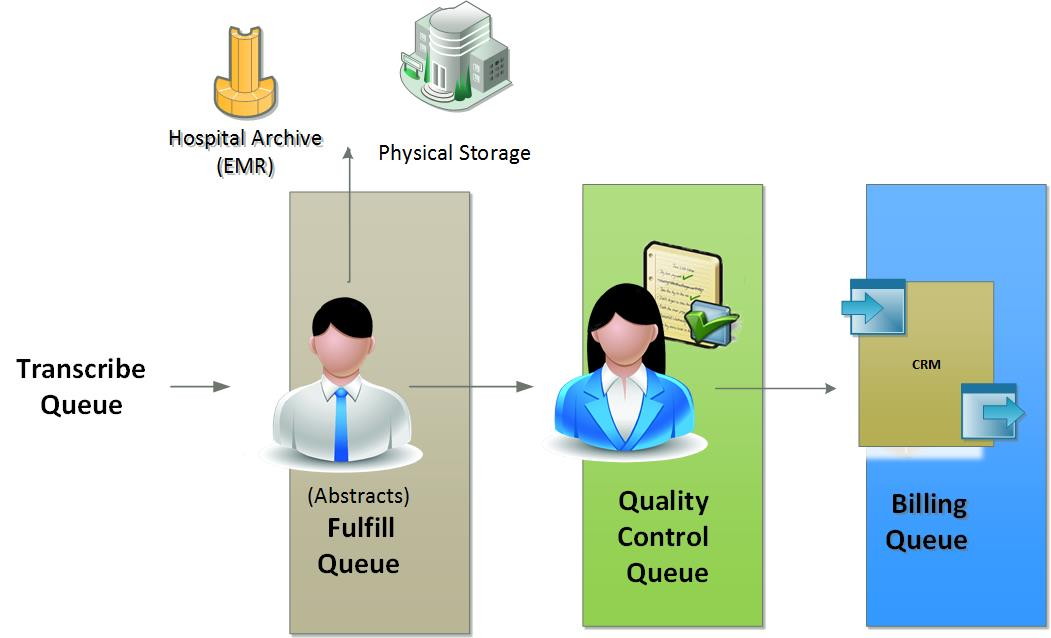 Hospital Archive
(EMR)
Physical Storage
Transcribe
Queue
(Abstracts)
Fulfill
Queue
Quality
Control
Queue
CRM
Billing
Queue